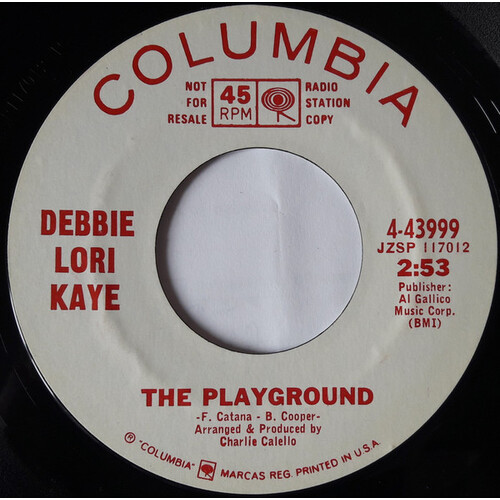 COLUMBIA
NOT
FOR
RESALE
45
RPM
RADIO
STATION
COPY
DEBBIE
LORI
KAYE
4-43999
JZSP 117012
2:53
Publisher:
Al Gallico
Music Corp.
(BMI)
THE PLAYGROUND
-F. Catana - B. Cooper-
Arranged & Produced by
Charlie Calello
® "COLUMBIA" MARCAS REG. PRINTED IN U.S.A.